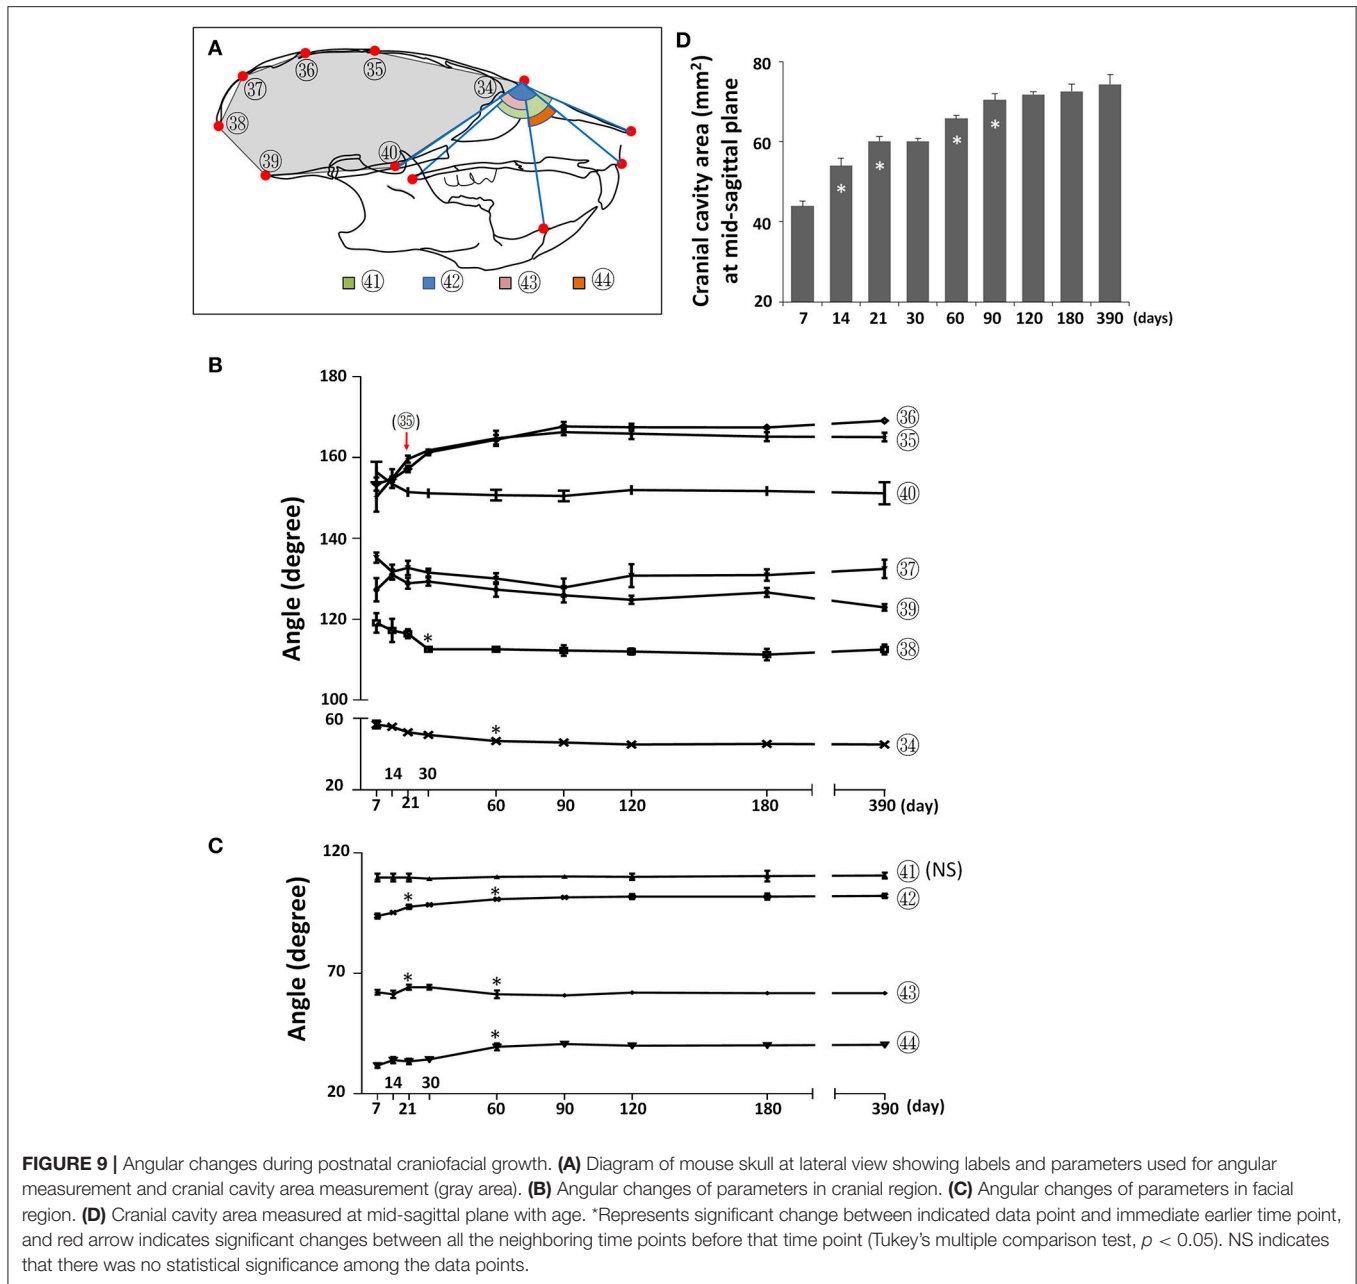 A
36
35
37
34
38
39
40
41
42
43
44
D
Cranial cavity area (mm²)
at mid-sagittal plane
80
60
40
20
*
*
*
*
7 14 21 30 60 90 120 180 390 (days)
B
Angle (degree)
180
160
140
120
100
60
20
(35)
*
*
36
35
40
37
39
38
34
14 30
7 21 60 90 120 180 390 (day)
C
Angle (degree)
120
70
20
41 (NS)
42
43
44
* *
* *
*
14 30
7 21 60 90 120 180 390 (day)
FIGURE 9 | Angular changes during postnatal craniofacial growth. (A) Diagram of mouse skull at lateral view showing labels and parameters used for angular
measurement and cranial cavity area measurement (gray area). (B) Angular changes of parameters in cranial region. (C) Angular changes of parameters in facial
region. (D) Cranial cavity area measured at mid-sagittal plane with age. *Represents significant change between indicated data point and immediate earlier time point,
and red arrow indicates significant changes between all the neighboring time points before that time point (Tukey's multiple comparison test, p < 0.05). NS indicates
that there was no statistical significance among the data points.